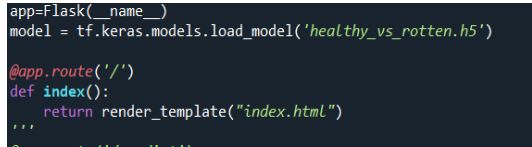 app=Flask(__name__)
model = tf.keras.models.load_model('healthy_vs_rotten.h5')
@app.route('/')
def index():
    return render_template("index.html")
'''